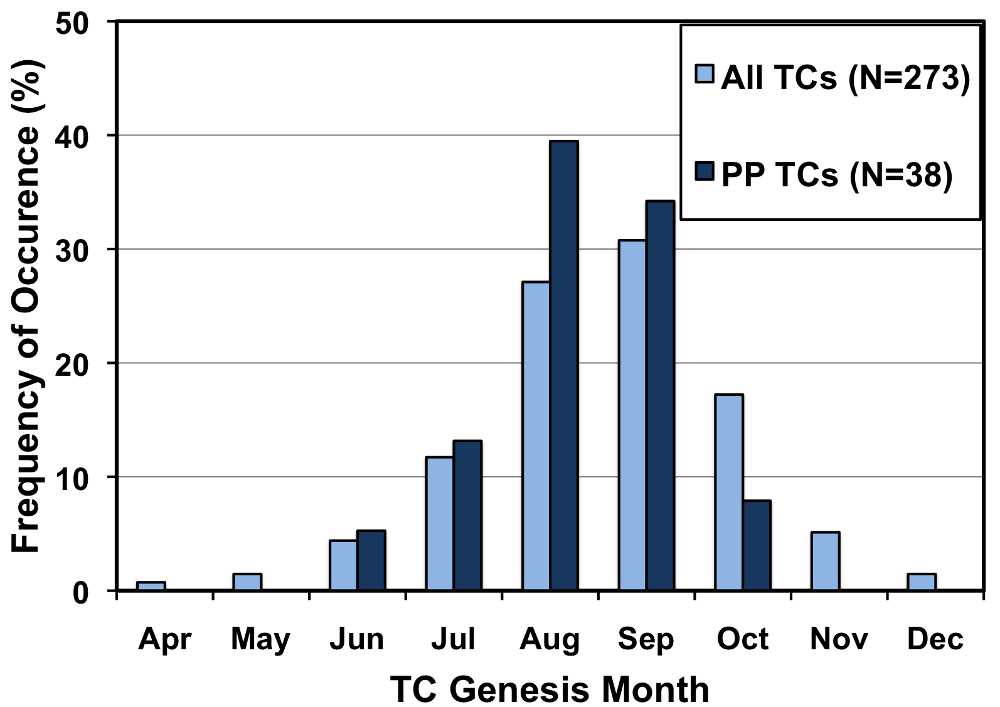 Frequency of Occurence (%)
50
40
30
20
10
0
All TCs (N=273)
PP TCs (N=38)
Apr May Jun Jul Aug Sep Oct Nov Dec
TC Genesis Month